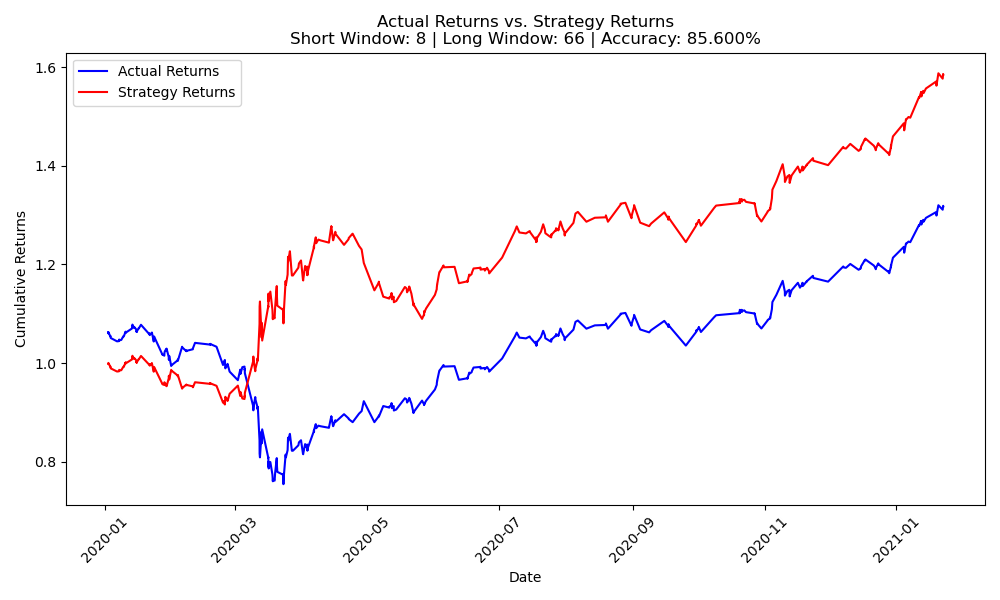 Actual Returns vs. Strategy Returns
Short Window: 8 | Long Window: 66 | Accuracy: 85.600%
Actual Returns
Strategy Returns
Cumulative Returns
1.6
1.4
1.2
1.0
0.8
2020-01
2020-03
2020-05
2020-07
2020-09
2020-11
2021-01
Date